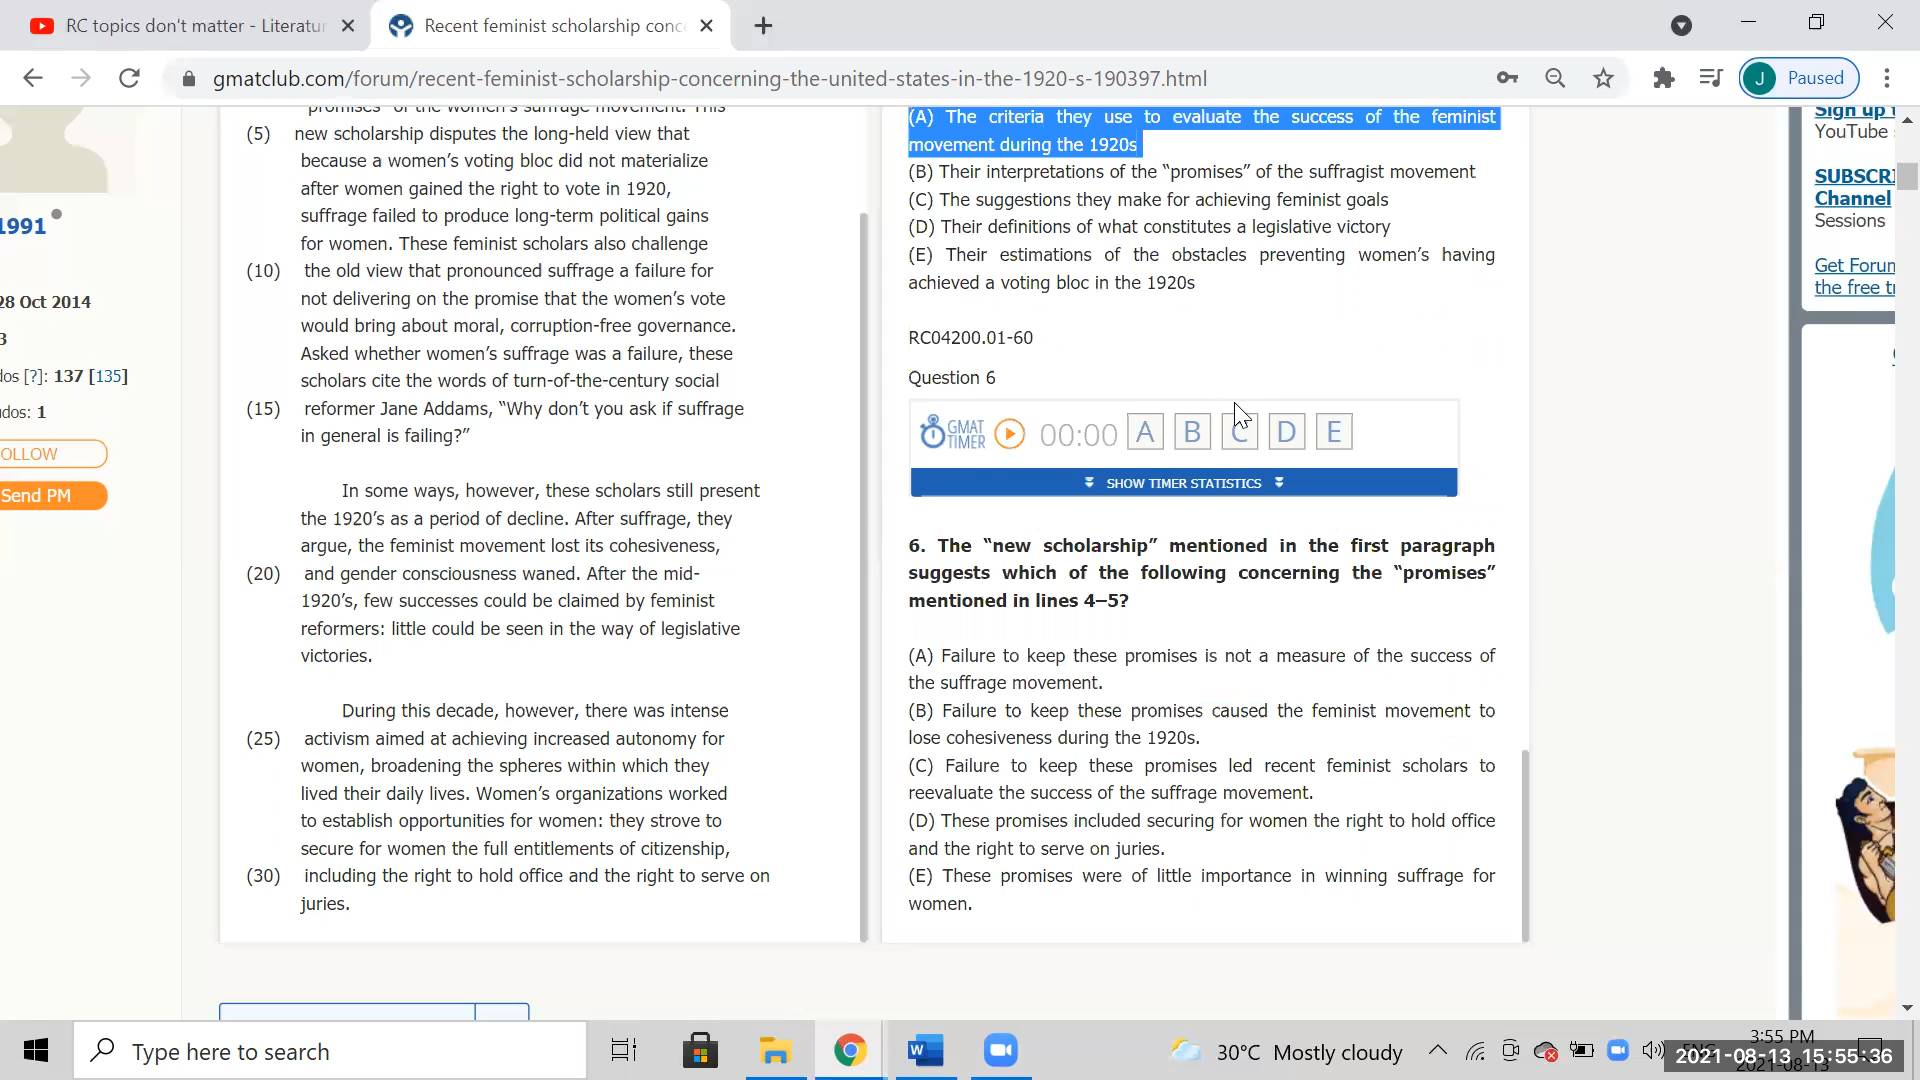 RC topics don't matter - Literatur
Recent feminist scholarship conc
gmatclub.com/forum/recent-feminist-scholarship-concerning-the-united-states-in-the-1920-s-190397.html
J Paused
1991
28 Oct 2014
3
dos [?]: 137 [135]
udos: 1
OLLOW
Send PM
"promises" of the women's suffrage movement. This
(5) new scholarship disputes the long-held view that
because a women's voting bloc did not materialize
after women gained the right to vote in 1920,
suffrage failed to produce long-term political gains
for women. These feminist scholars also challenge
(10) the old view that pronounced suffrage a failure for
not delivering on the promise that the women's vote
would bring about moral, corruption-free governance.
Asked whether women's suffrage was a failure, these
scholars cite the words of turn-of-the-century social
(15) reformer Jane Addams, "Why don't you ask if suffrage
in general is failing?"
In some ways, however, these scholars still present
the 1920's as a period of decline. After suffrage, they
argue, the feminist movement lost its cohesiveness,
(20) and gender consciousness waned. After the mid-
1920's, few successes could be claimed by feminist
reformers: little could be seen in the way of legislative
victories.
During this decade, however, there was intense
(25) activism aimed at achieving increased autonomy for
women, broadening the spheres within which they
lived their daily lives. Women's organizations worked
to establish opportunities for women: they strove to
secure for women the full entitlements of citizenship,
(30) including the right to hold office and the right to serve on
juries.
(A) The criteria they use to evaluate the success of the feminist
movement during the 1920s
(B) Their interpretations of the "promises" of the suffragist movement
(C) The suggestions they make for achieving feminist goals
(D) Their definitions of what constitutes a legislative victory
(E) Their estimations of the obstacles preventing women's having
achieved a voting bloc in the 1920s
RC04200.01-60
Question 6
GMAT
TIMER
00:00 A B C D E
SHOW TIMER STATISTICS
6. The "new scholarship" mentioned in the first paragraph
suggests which of the following concerning the "promises"
mentioned in lines 4–5?
(A) Failure to keep these promises is not a measure of the success of
the suffrage movement.
(B) Failure to keep these promises caused the feminist movement to
lose cohesiveness during the 1920s.
(C) Failure to keep these promises led recent feminist scholars to
reevaluate the success of the suffrage movement.
(D) These promises included securing for women the right to hold office
and the right to serve on juries.
(E) These promises were of little importance in winning suffrage for
women.
Sign up t
YouTube
SUBSCRI
Channel
Sessions
Get Forum
the free t
Type here to search
W
30°C Mostly cloudy
3:55 PM
2021-08-13 15:55:36